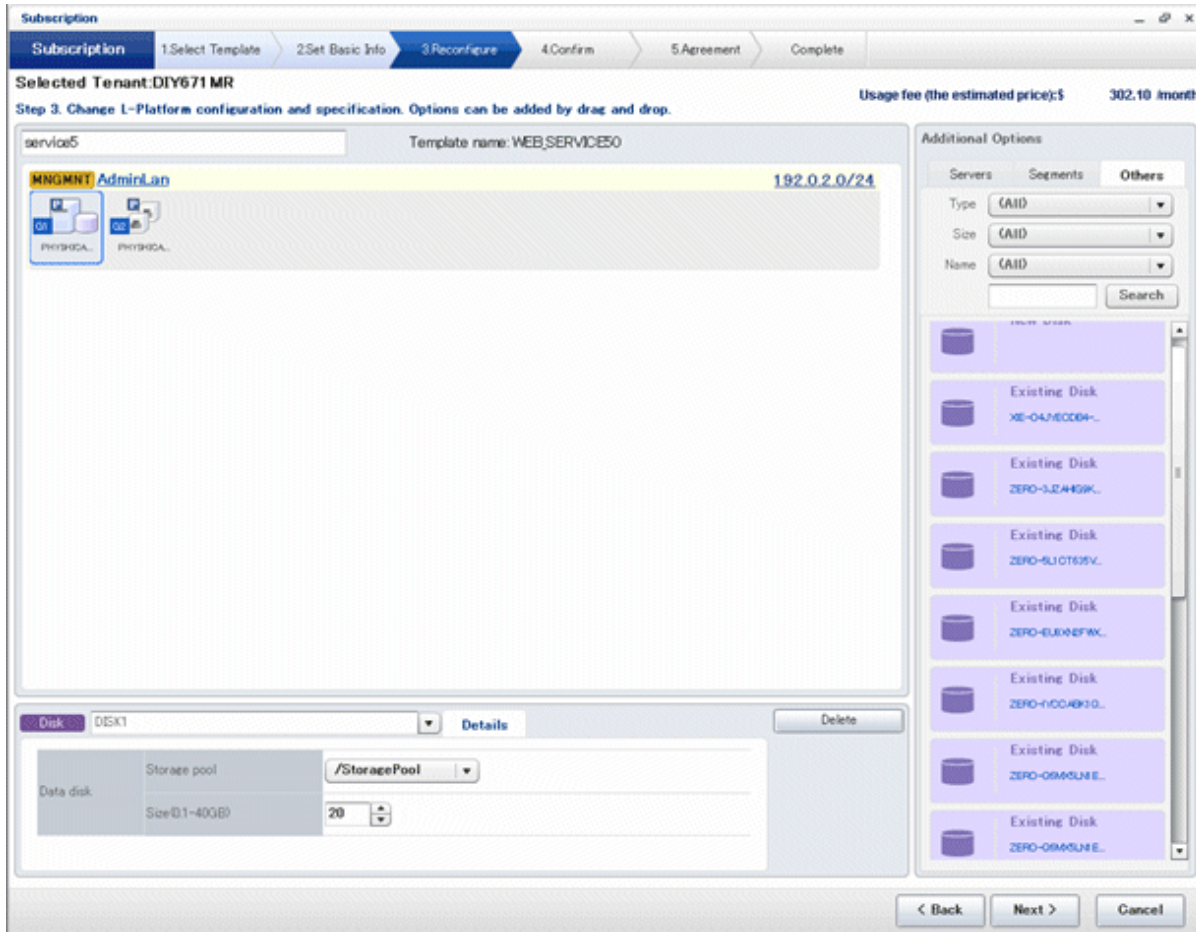 Subscription
Subscription 1.Select Template 2.Set Basic Info 3.Reconfigure 4.Confirm 5.Agreement Complete
Selected Tenant:DIY671 MR
Usage fee (the estimated price):$ 302.10 /month
Step 3. Change L-Platform configuration and specification. Options can be added by drag and drop.
service5 Template name: WEB_SERVICE50
Additional Options
MNGMNT AdminLan 192.0.2.0/24
Servers Segments Others
Type (All)
Size (All)
Name (All)
Search
New Disk
Existing Disk
Existing Disk
Existing Disk
Existing Disk
Existing Disk
Existing Disk
Existing Disk
Disk DISK1 Details Delete
Data disk
Storage pool /StoragePool
Size(0.1-40GB) 20
< Back Next > Cancel